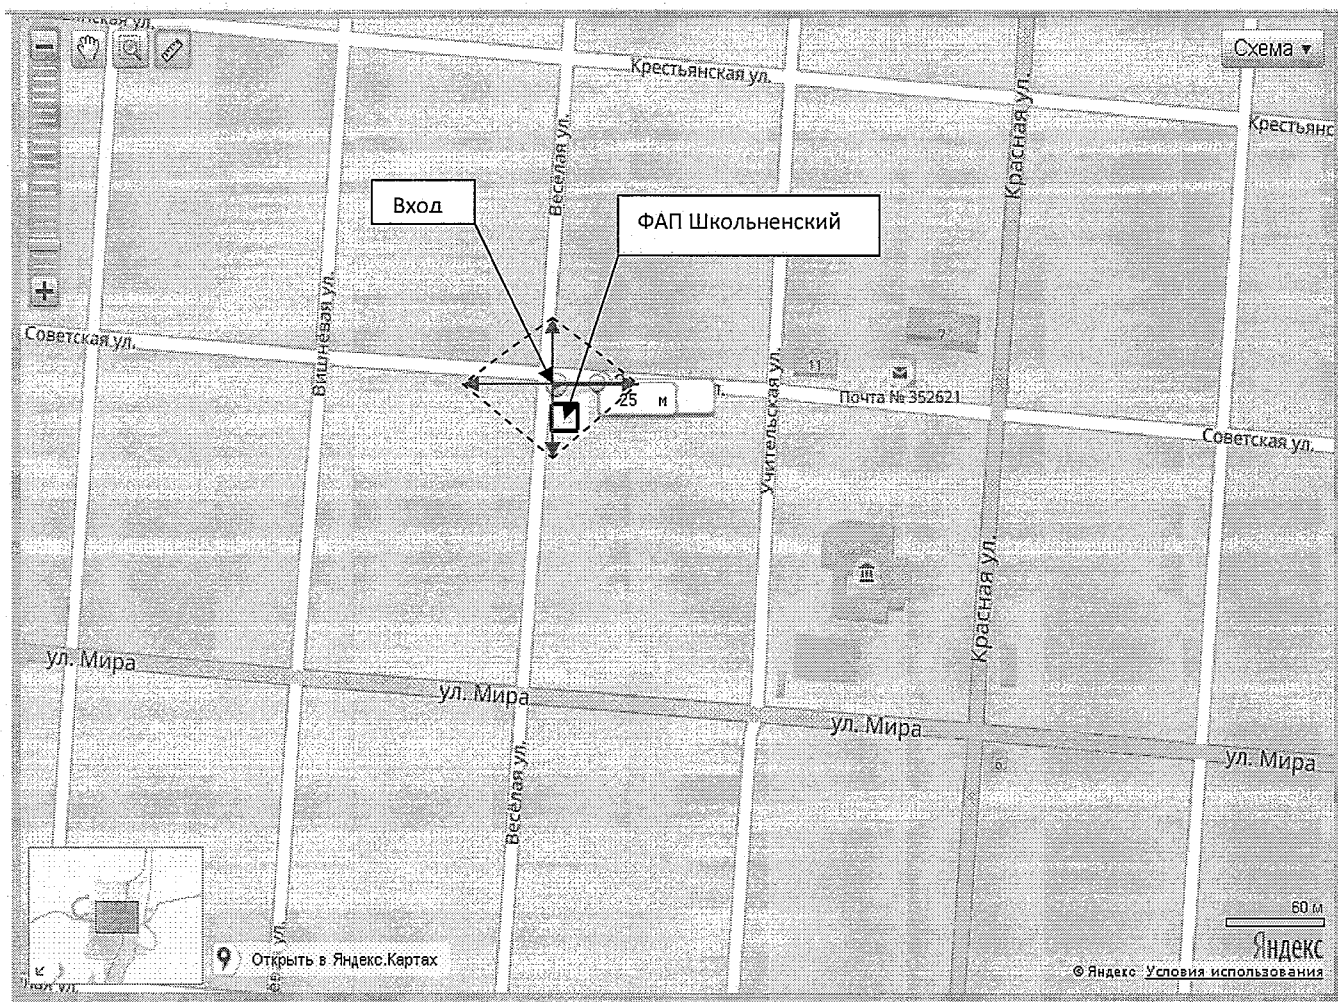 Крестьянская ул.
Схема
Крестьянс
Красная ул.
Весёлая ул.
Вход
ФАП Школьненский
Вишнёвая ул.
Советская ул.
7
11
25 м
Почта № 352621
Учительская ул.
Советская ул.
Красная ул.
ул. Мира
ул. Мира
ул. Мира
ул. Мира
6
Весёлая ул.
60 м
Яндекс
Открыть в Яндекс.Картах
© Яндекс Условия использования